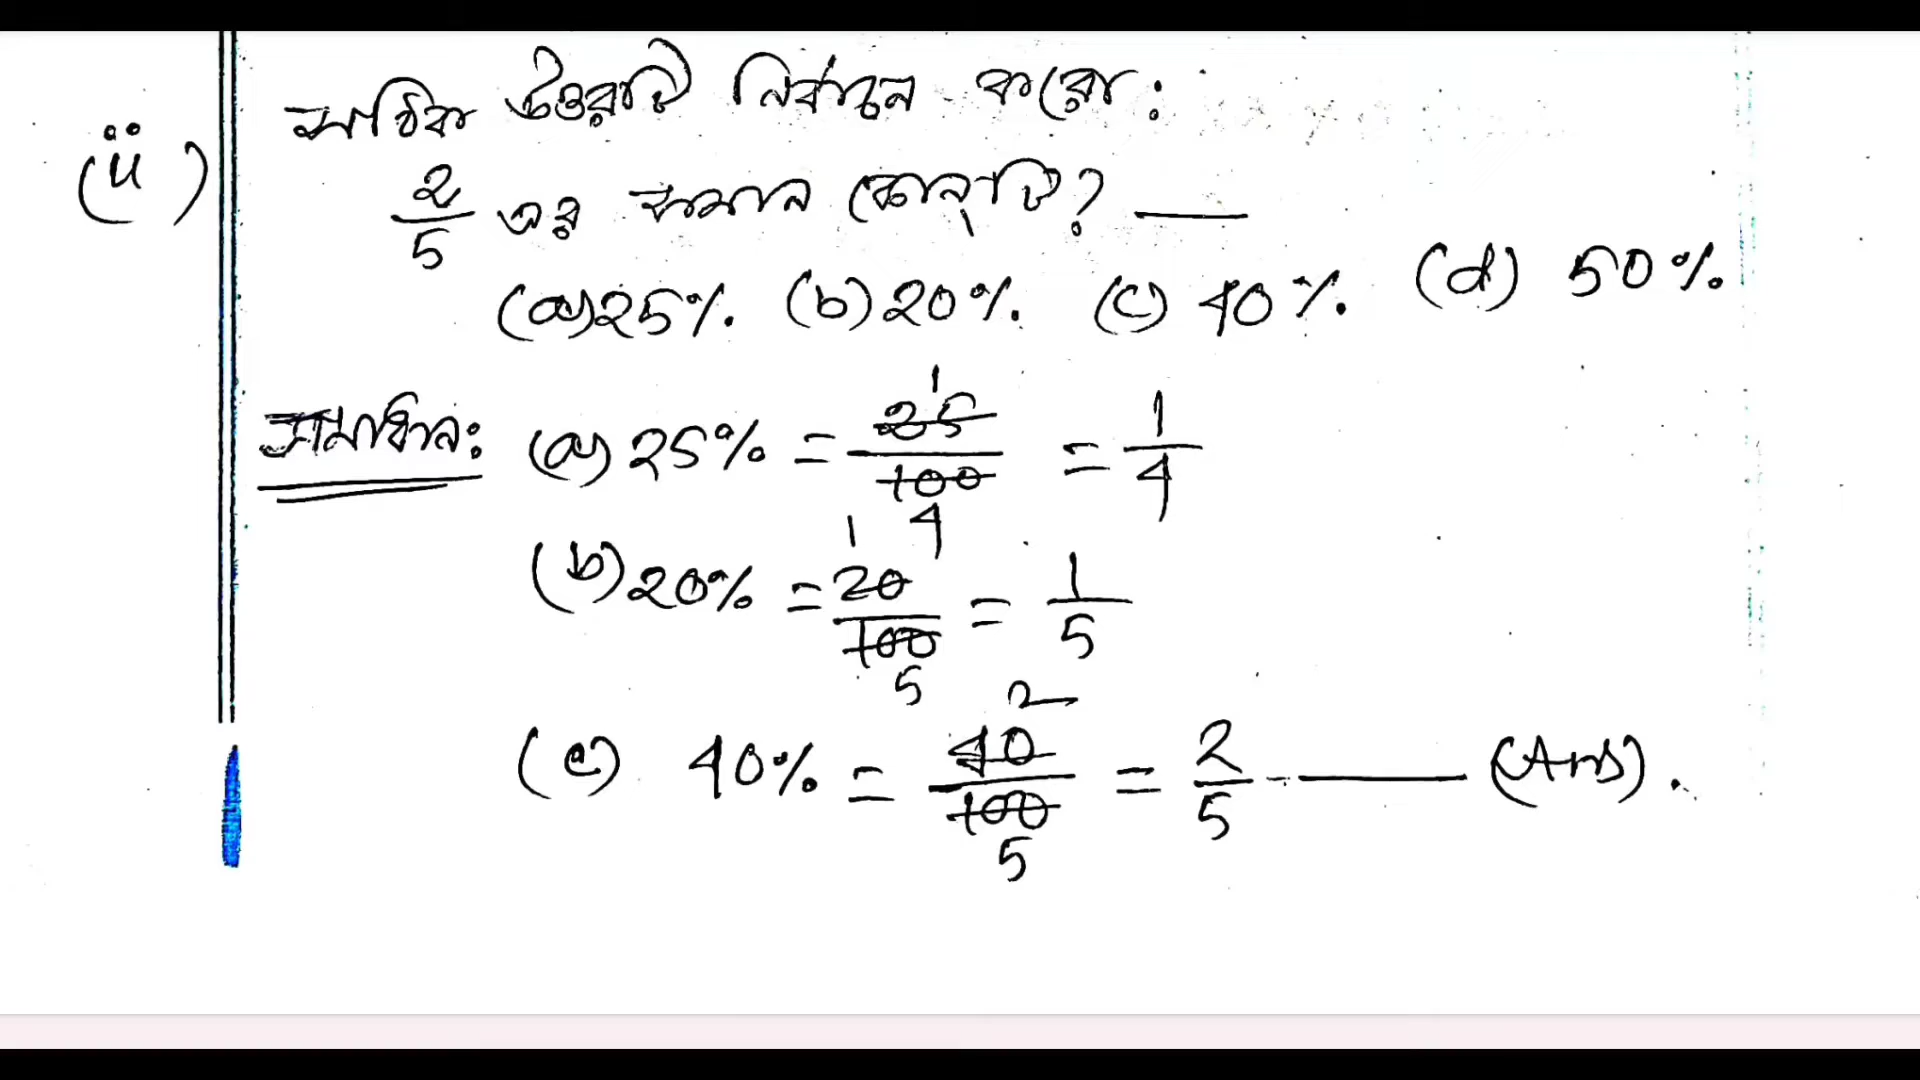 সঠিক উত্তরটি নির্বাচন করো:
(ii) 2/5 এর সমান কোন্‌টি? ___
(a) 25%. (b) 20%. (c) 40%. (d) 50%.
সমাধান: (a) 25% = 25/100 = 1/4
(b) 20% = 20/100 = 1/5
(c) 40% = 40/100 = 2/5 —— (Ans).